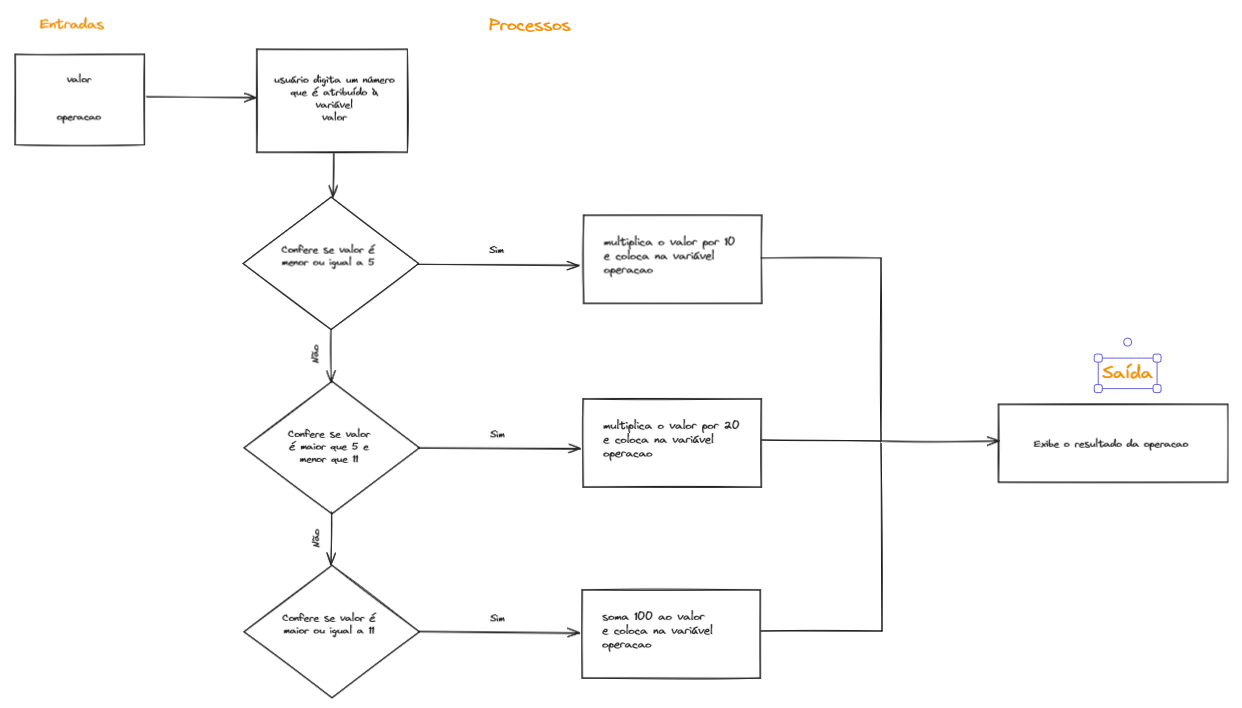 Entradas
Processos
valor
operacao
usuário digita um número
que é atribuído à
variável
valor
Confere se valor é
menor ou igual a 5
Sim
multiplica o valor por 10
e coloca na variável
operacao
Não
Saída
Confere se valor
é maior que 5 e
menor que 11
Sim
multiplica o valor por 20
e coloca na variável
operacao
Exibe o resultado da operacao
Não
Confere se valor é
maior ou igual a 11
Sim
soma 100 ao valor
e coloca na variável
operacao